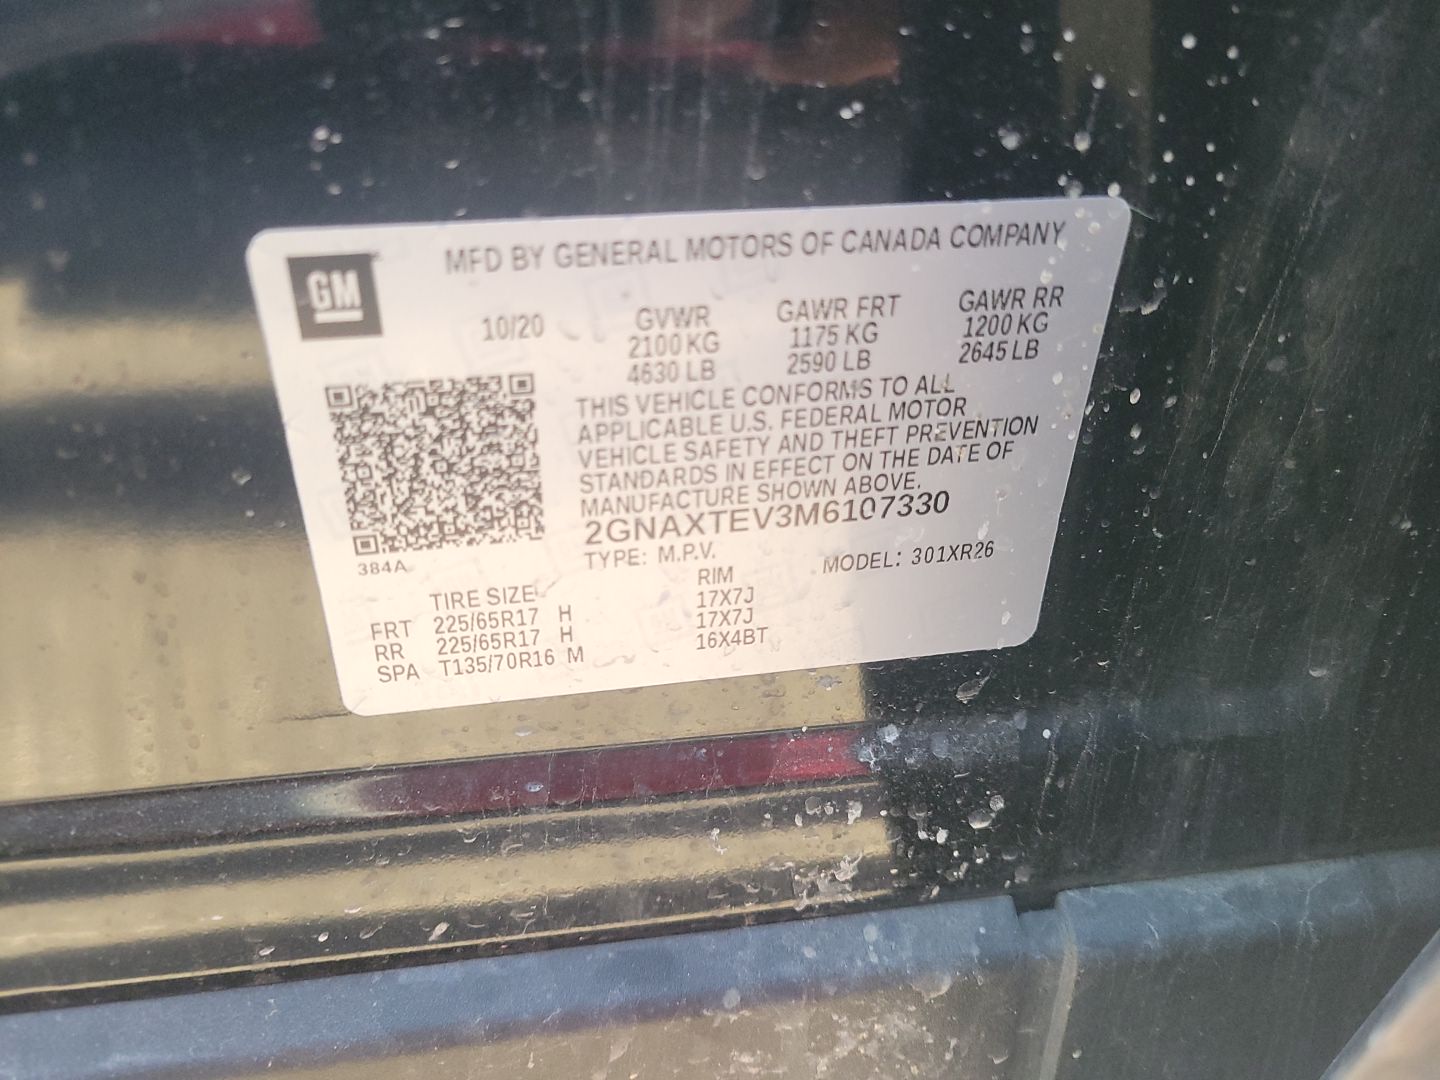 GM
MFD BY GENERAL MOTORS OF CANADA COMPANY
10/20 GVWR GAWR FRT GAWR RR
2100 KG 1175 KG 1200 KG
4630 LB 2590 LB 2645 LB
THIS VEHICLE CONFORMS TO ALL
APPLICABLE U.S. FEDERAL MOTOR
VEHICLE SAFETY AND THEFT PREVENTION
STANDARDS IN EFFECT ON THE DATE OF
MANUFACTURE SHOWN ABOVE.
2GNAXTEV3M6107330
TYPE: M.P.V. MODEL: 301XR26
384A
TIRE SIZE RIM
FRT 225/65R17 H 17X7J
RR 225/65R17 H 17X7J
SPA T135/70R16 M 16X4BT